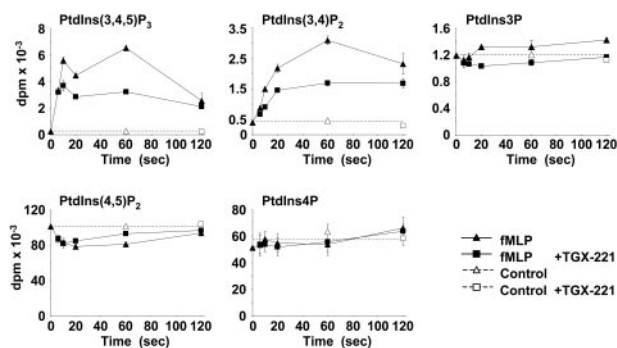 PtdIns(3,4,5)P3
PtdIns(3,4)P2
PtdIns3P
dpm x 10-3
8
6
4
2
0
0 20 40 60 80 100 120
Time (sec)
3.5
2.5
1.5
0.5
0
0 20 40 60 80 100 120
Time (sec)
1.6
1.2
0.8
0.4
0
0 20 40 60 80 100 120
Time (sec)
PtdIns(4,5)P2
PtdIns4P
dpm x 10-3
120
80
40
0
0 20 40 60 80 100 120
Time (sec)
80
60
40
20
0
0 20 40 60 80 100 120
Time (sec)
fMLP
fMLP +TGX-221
Control
Control +TGX-221